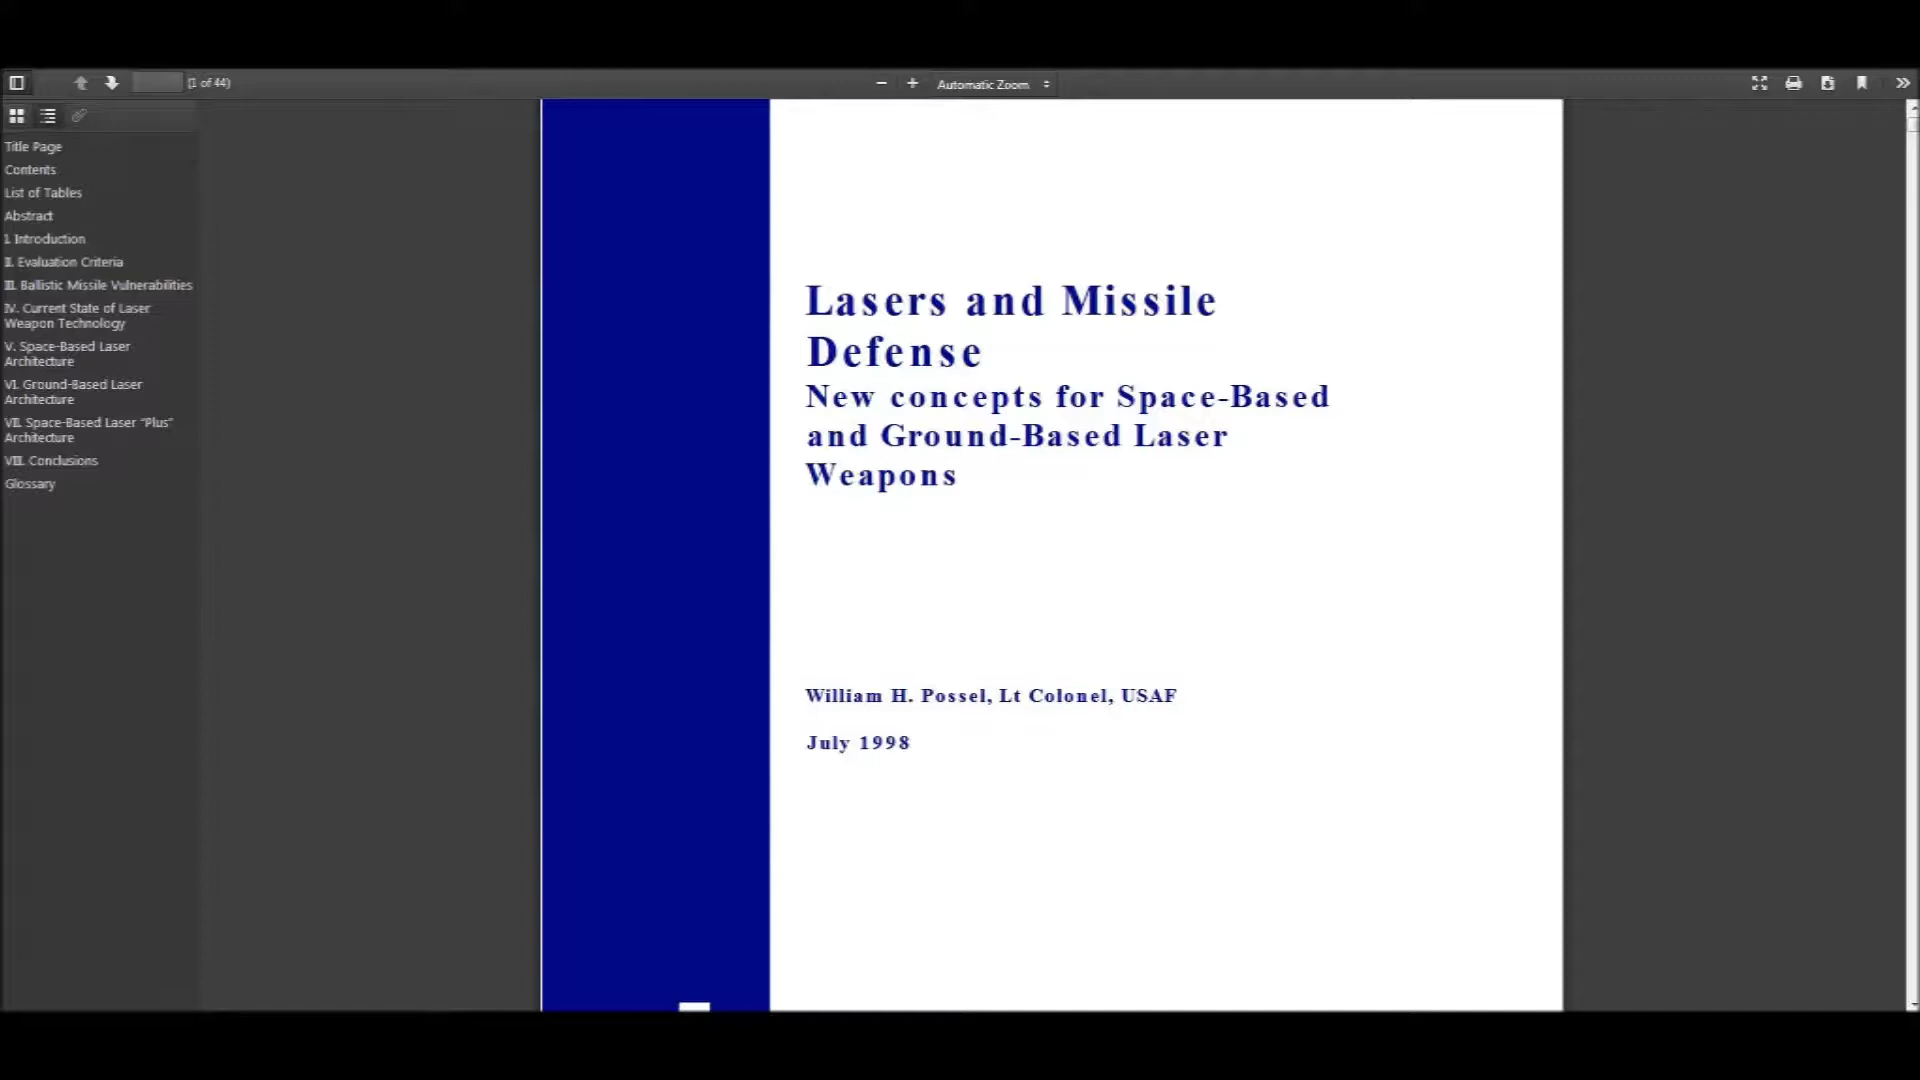 (1 of 44)
Automatic Zoom
Title Page
Contents
List of Tables
Abstract
I. Introduction
II. Evaluation Criteria
III. Ballistic Missile Vulnerabilities
IV. Current State of Laser
Weapon Technology
V. Space-Based Laser
Architecture
VI. Ground-Based Laser
Architecture
VII. Space-Based Laser “Plus”
Architecture
VIII. Conclusions
Glossary
Lasers and Missile
Defense
New concepts for Space-Based
and Ground-Based Laser
Weapons
William H. Possel, Lt Colonel, USAF
July 1998